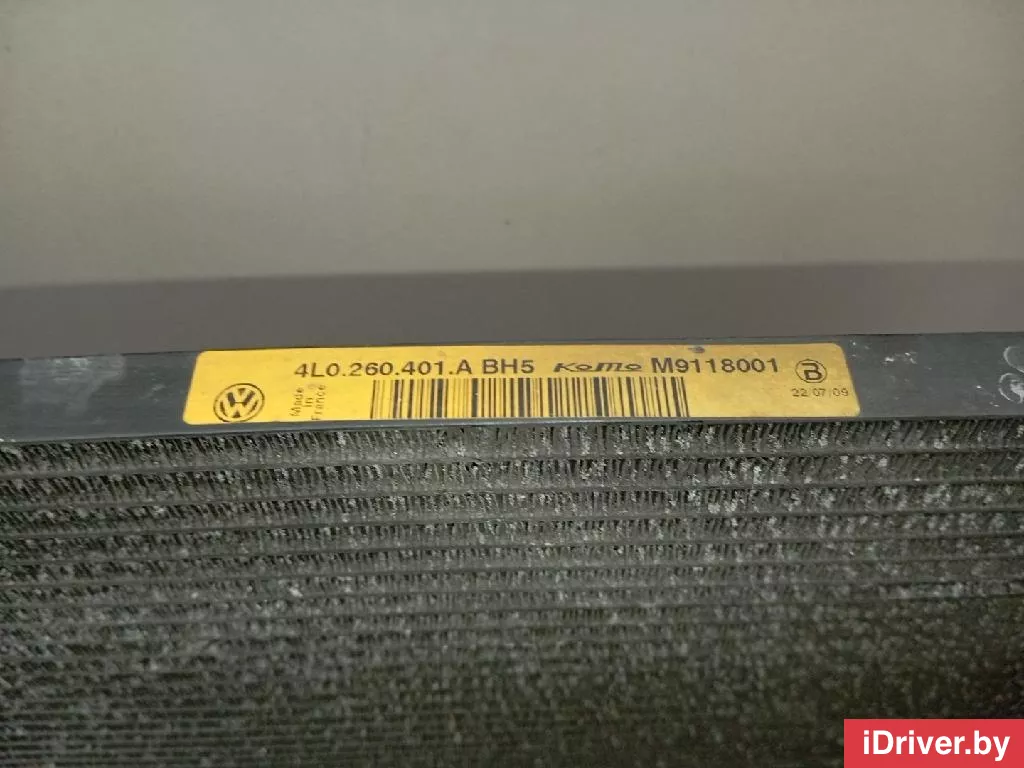 4L0.260.401.A BH5 KoMo M9118001 B
Made in France
22/07/09
iDriver.by